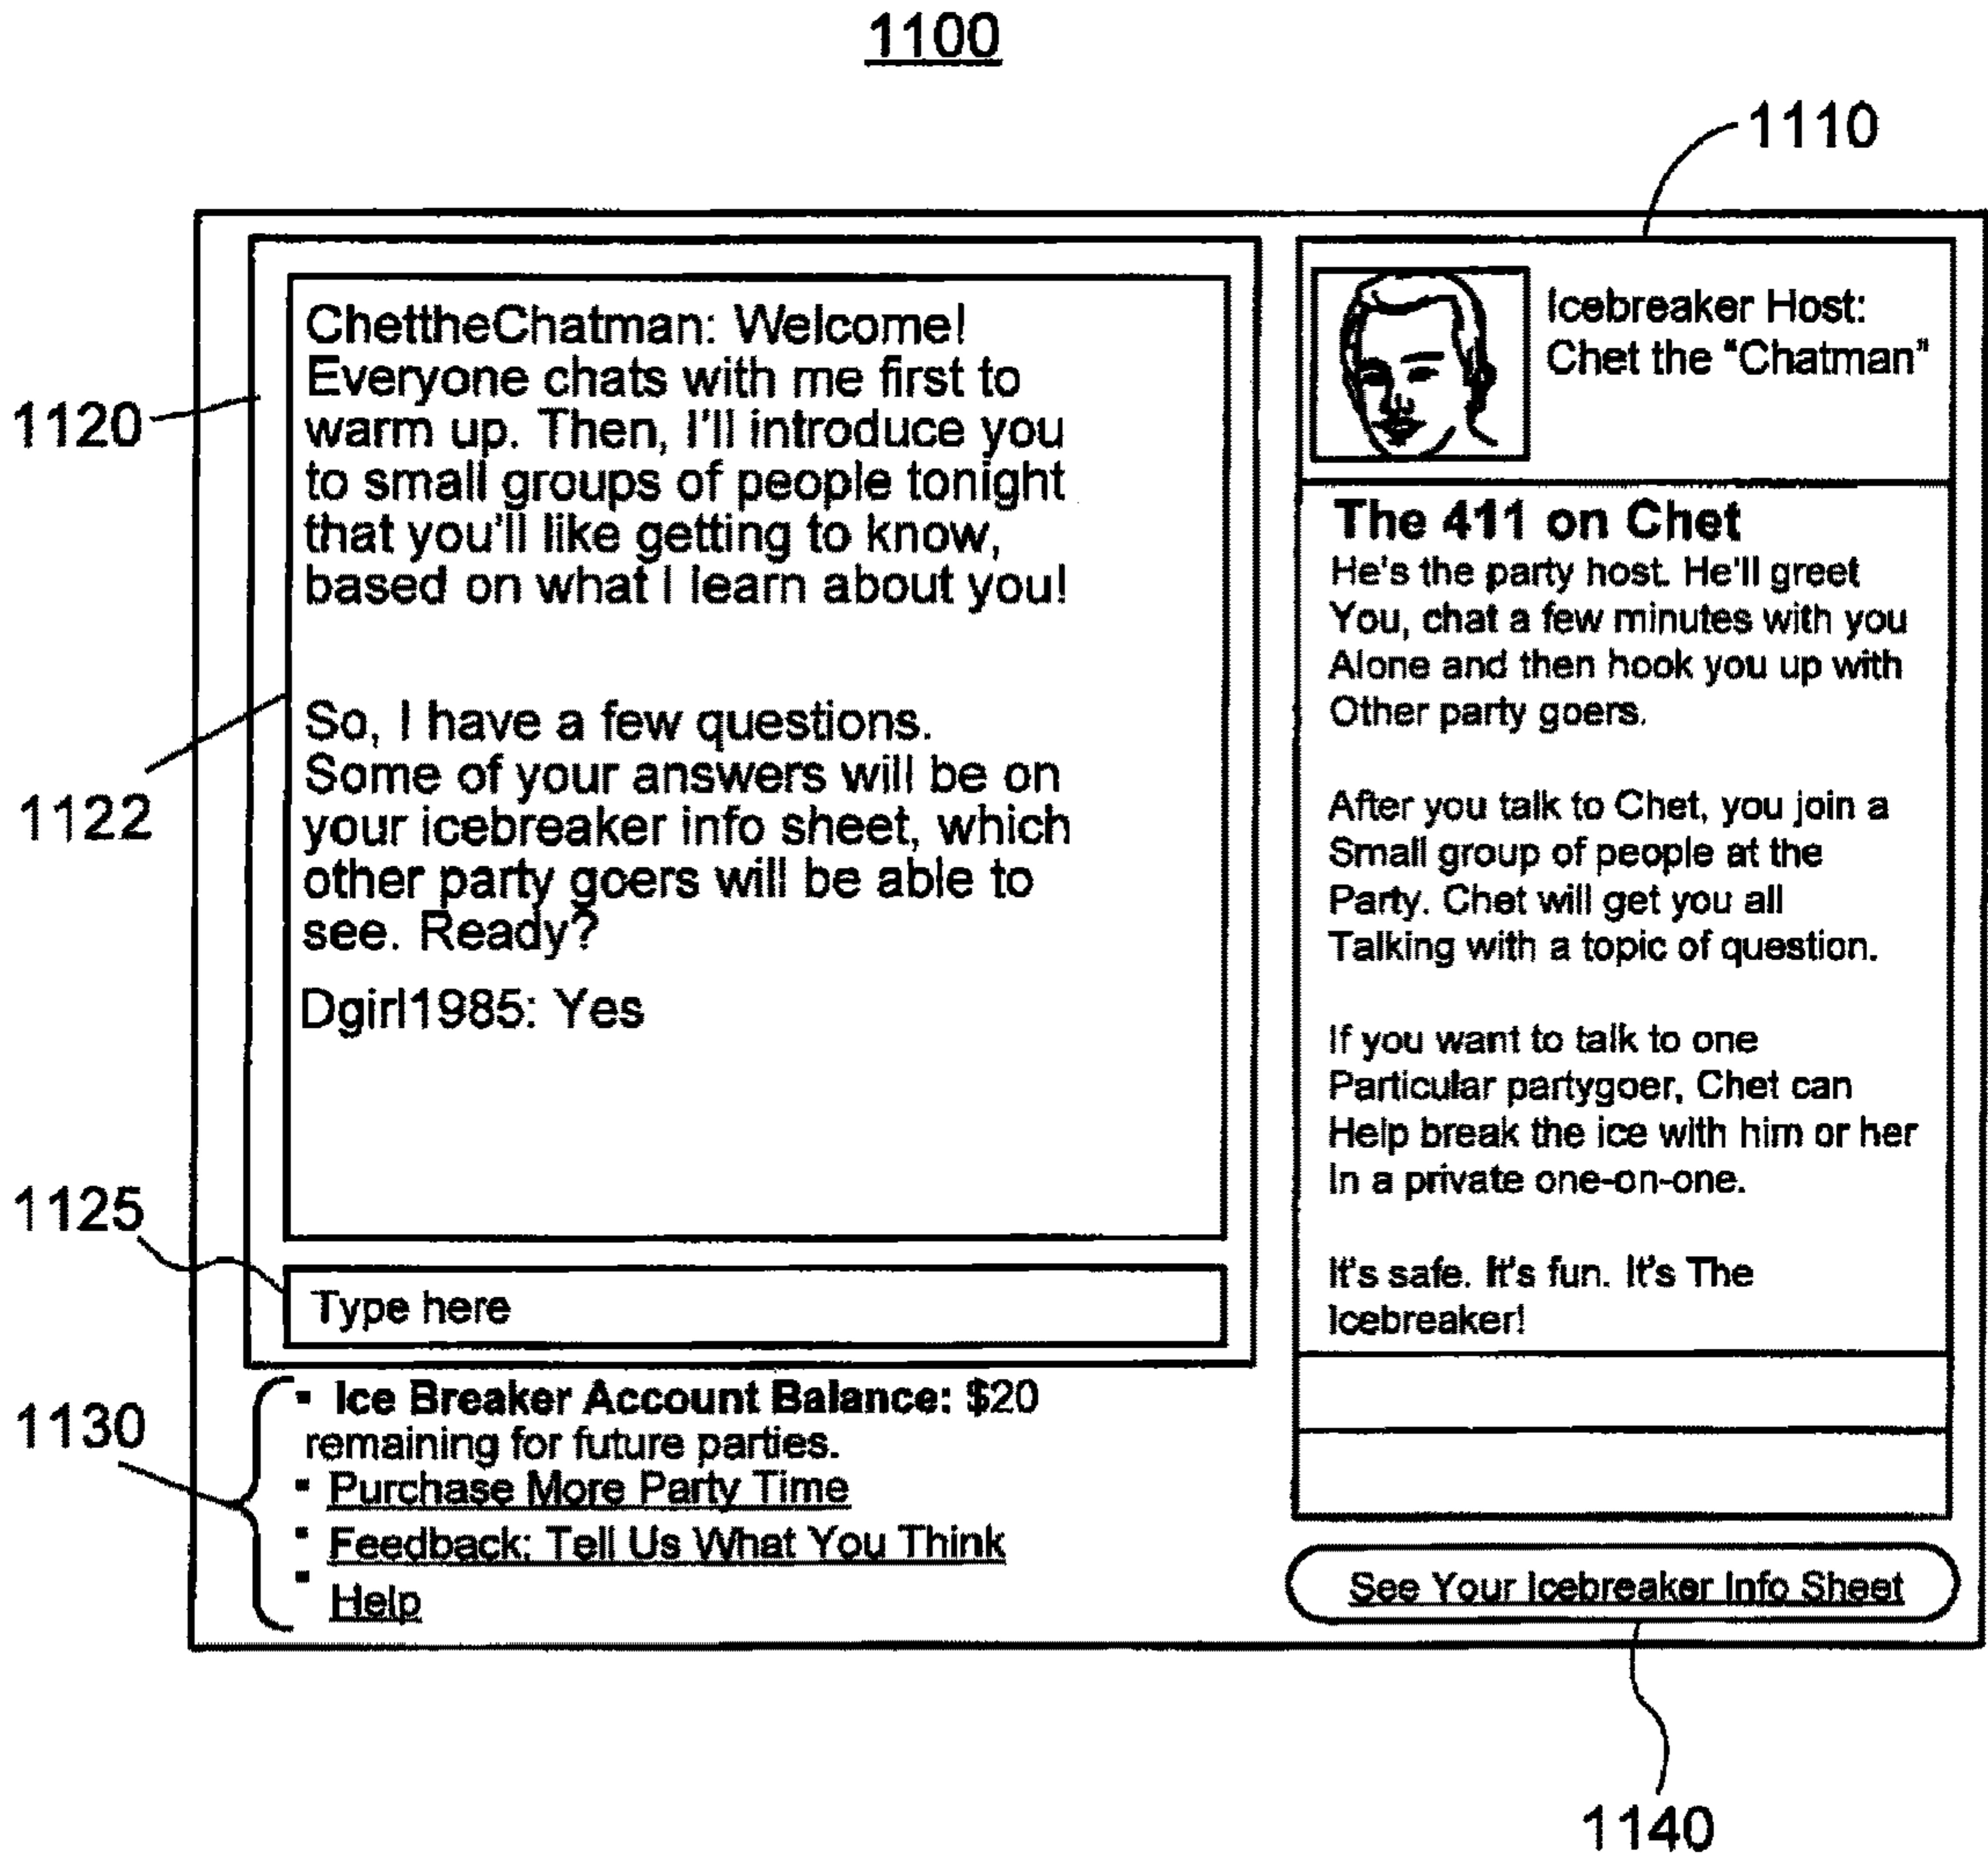 1100
1110
1120
1122
1125
1130
1140
ChettheChatman: Welcome!
Everyone chats with me first to
warm up. Then, I'll introduce you
to small groups of people tonight
that you'll like getting to know,
based on what I learn about you!
So, I have a few questions.
Some of your answers will be on
your icebreaker info sheet, which
other party goers will be able to
see. Ready?
Dgirl1985: Yes
Type here
▪ Ice Breaker Account Balance: $20
remaining for future parties.
▪ Purchase More Party Time
▪ Feedback: Tell Us What You Think
▪ Help
Icebreaker Host:
Chet the "Chatman"
The 411 on Chet
He's the party host. He'll greet
You, chat a few minutes with you
Alone and then hook you up with
Other party goers.
After you talk to Chet, you join a
Small group of people at the
Party. Chet will get you all
Talking with a topic of question.
If you want to talk to one
Particular partygoer, Chet can
Help break the ice with him or her
In a private one-on-one.
It's safe. It's fun. It's The
Icebreaker!
See Your Icebreaker Info Sheet